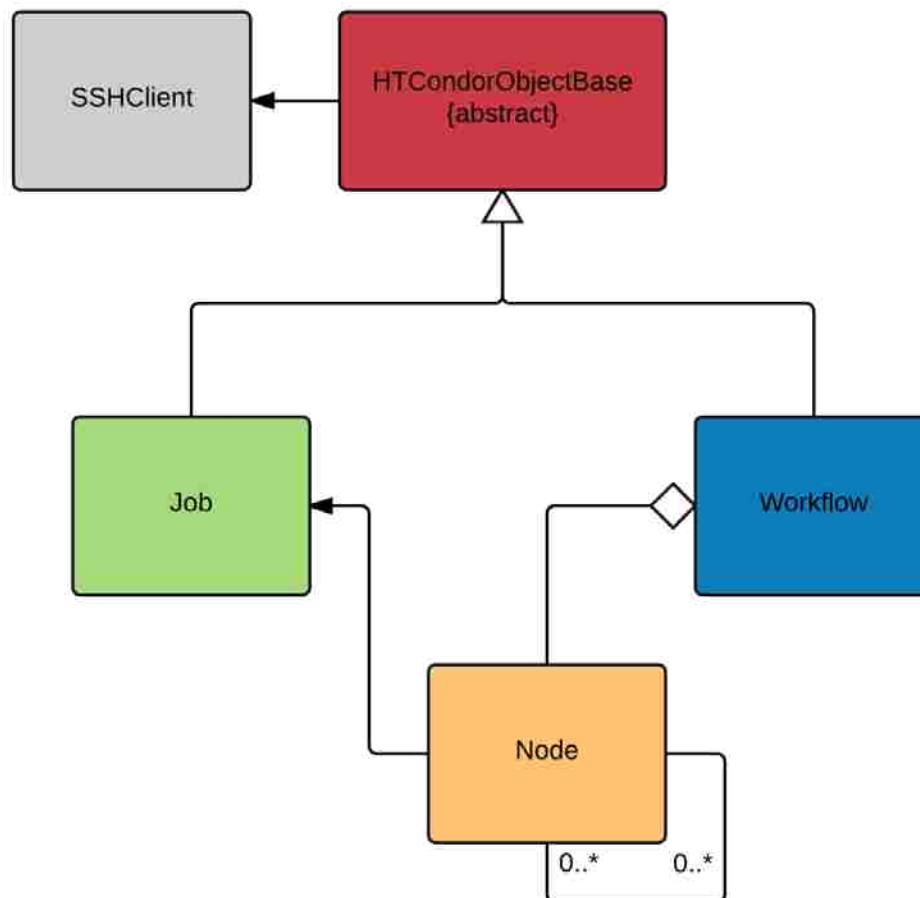 SSHClient
HTCondorObjectBase
{abstract}
Job
Workflow
Node
0..*
0..*